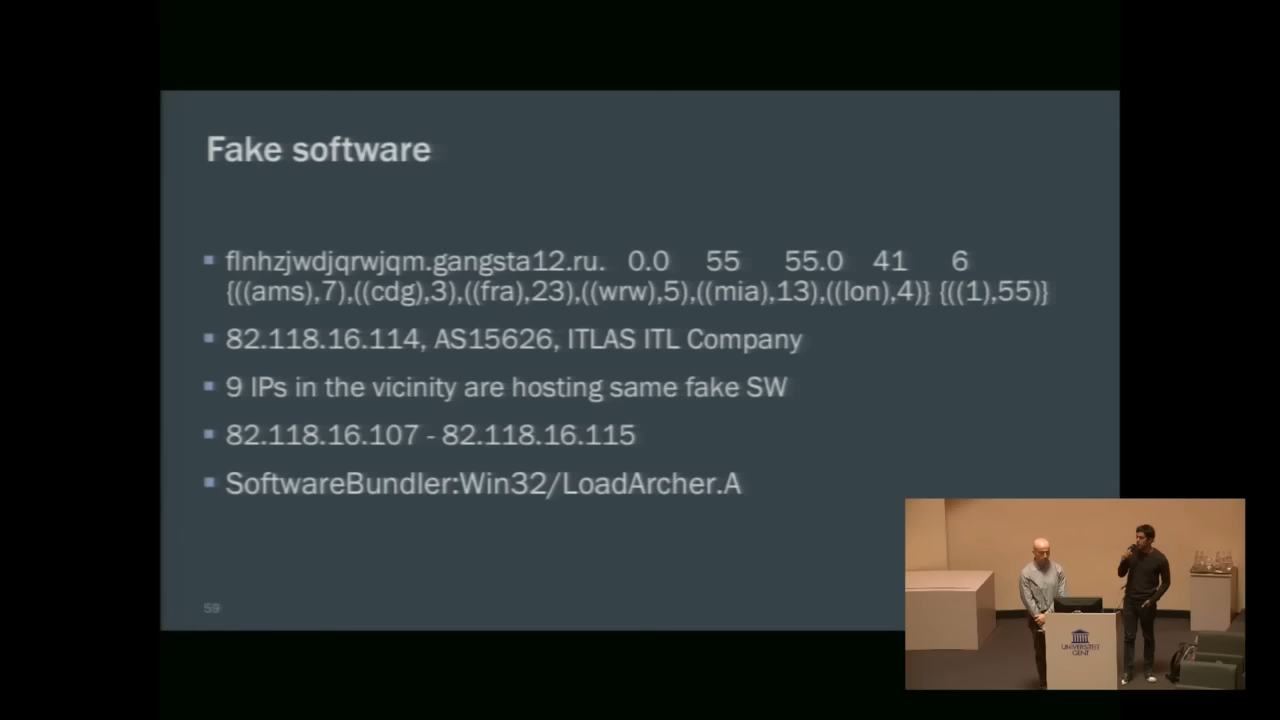 Fake software
flnhzjwdjqrwjqm.gangsta12.ru. 0.0 55 55.0 41 6
{((ams),7),((cdg),3),((fra),23),((wrw),5),((mia),13),((lon),4)} {((1),55)}
82.118.16.114, AS15626, ITLAS ITL Company
9 IPs in the vicinity are hosting same fake SW
82.118.16.107 - 82.118.16.115
SoftwareBundler:Win32/LoadArcher.A
59
UNIVERSITEIT
GENT